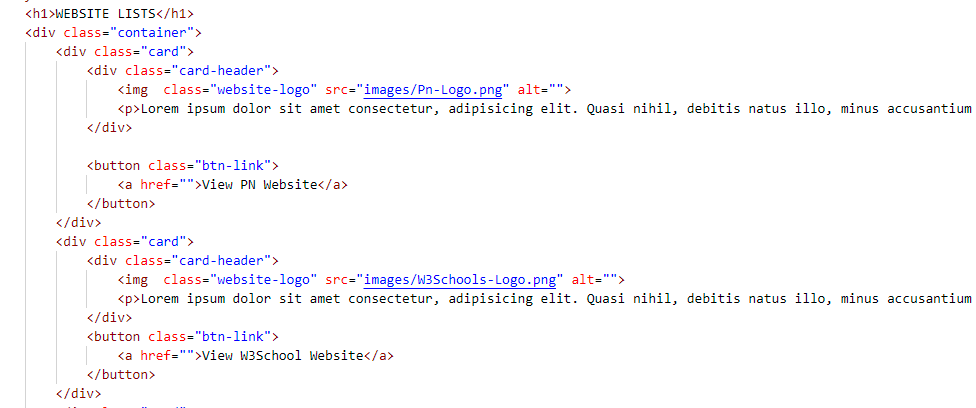 <h1>WEBSITE LISTS</h1>
<div class="container">
<div class="card">
<div class="card-header">
<img  class="website-logo" src="images/Pn-Logo.png" alt="">
<p>Lorem ipsum dolor sit amet consectetur, adipisicing elit. Quasi nihil, debitis natus illo, minus accusantium
</div>
<button class="btn-link">
<a href="">View PN Website</a>
</button>
</div>
<div class="card">
<div class="card-header">
<img  class="website-logo" src="images/W3Schools-Logo.png" alt="">
<p>Lorem ipsum dolor sit amet consectetur, adipisicing elit. Quasi nihil, debitis natus illo, minus accusantium
</div>
<button class="btn-link">
<a href="">View W3School Website</a>
</button>
</div>